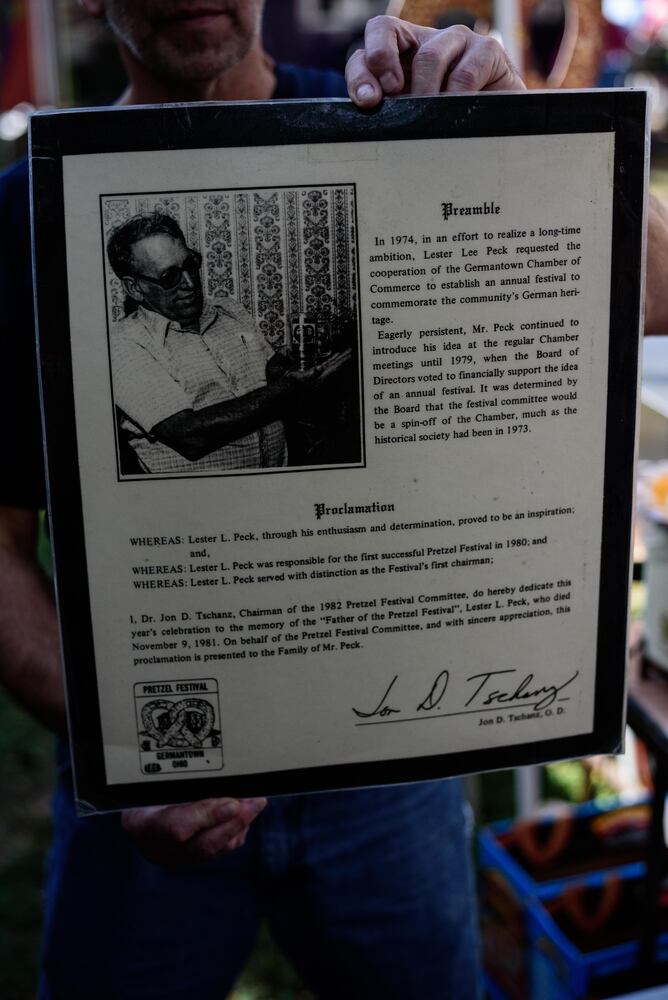 Preamble
In 1974, in an effort to realize a long-time
ambition, Lester Lee Peck requested the
cooperation of the Germantown Chamber of
Commerce to establish an annual festival to
commemorate the community's German heri-
tage.
Eagerly persistent, Mr. Peck continued to
introduce his idea at the regular Chamber
meetings until 1979, when the Board of
Directors voted to financially support the idea
of an annual festival. It was determined by
the Board that the festival committee would
be a spin-off of the Chamber, much as the
historical society had been in 1973.
Proclamation
WHEREAS: Lester L. Peck, through his enthusiasm and determination, proved to be an inspiration;
and,
WHEREAS: Lester L. Peck was responsible for the first successful Pretzel Festival in 1980; and
WHEREAS: Lester L. Peck served with distinction as the Festival's first chairman;
I, Dr. Jon D. Tschanz, Chairman of the 1982 Pretzel Festival Committee, do hereby dedicate this
year's celebration to the memory of the "Father of the Pretzel Festival", Lester L. Peck, who died
November 9, 1981. On behalf of the Pretzel Festival Committee, and with sincere appreciation, this
proclamation is presented to the Family of Mr. Peck.
Jon D. Tschanz
Jon D. Tschanz, O. D.
PRETZEL FESTIVAL
GERMANTOWN
OHIO